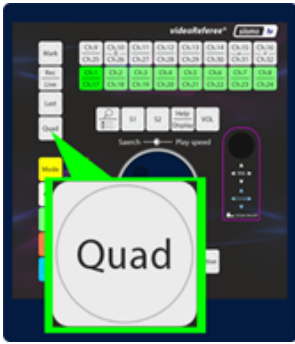 videoReferee® slomo tv
Mark
Ch.9 Ch.10 Ch.11 Ch.12 Ch.13 Ch.14 Ch.15 Ch.16
Ch.25 Ch.26 Ch.27 Ch.28 Ch.29 Ch.30 Ch.31 Ch.32
Rec
Live
Ch.1 Ch.2 Ch.3 Ch.4 Ch.5 Ch.6 Ch.7 Ch.8
Ch.17 Ch.18 Ch.19 Ch.20 Ch.21 Ch.22 Ch.23 Ch.24
Last
Quad
S1 S2 Help
Display VOL
Saerch Play speed
Mode
Quad